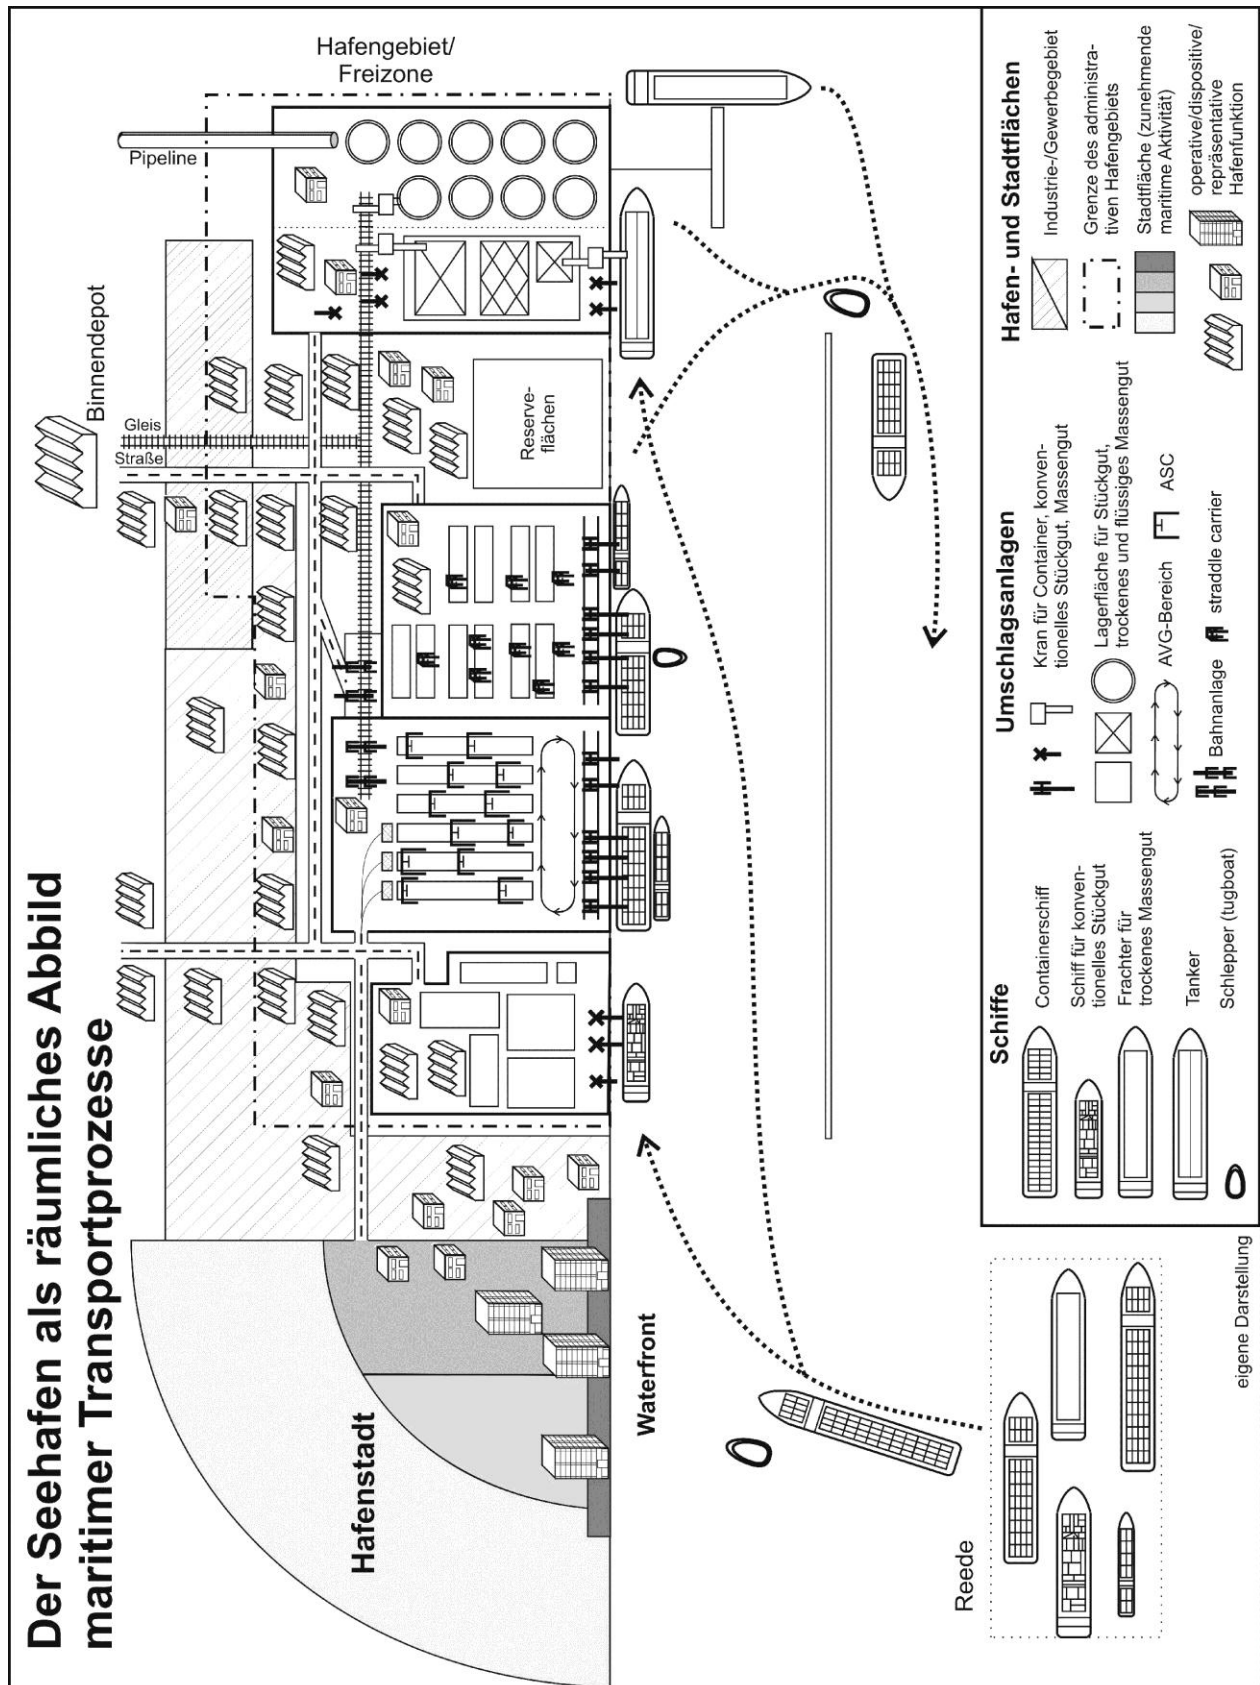 Der Seehafen als räumliches Abbild
maritimer Transportprozesse
Binnendepot
Gleis
Straße
Pipeline
Hafengebiet/
Freizone
Reserve-
flächen
Hafenstadt
Waterfront
Reede
eigene Darstellung
Schiffe
Containerschiff
Schiff für konven-
tionelles Stückgut
Frachter für
trockenes Massengut
Tanker
Schlepper (tugboat)
Umschlagsanlagen
Kran für Container, konven-
tionelles Stückgut, Massengut
Lagerfläche für Stückgut,
trockenes und flüssiges Massengut
AVG-Bereich
ASC
Bahnanlage
straddle carrier
Hafen- und Stadtflächen
Industrie-/Gewerbegebiet
Grenze des administra-
tiven Hafengebiets
Stadtfläche (zunehmende
maritime Aktivität)
operative/dispositive/
repräsentative
Hafenfunktion